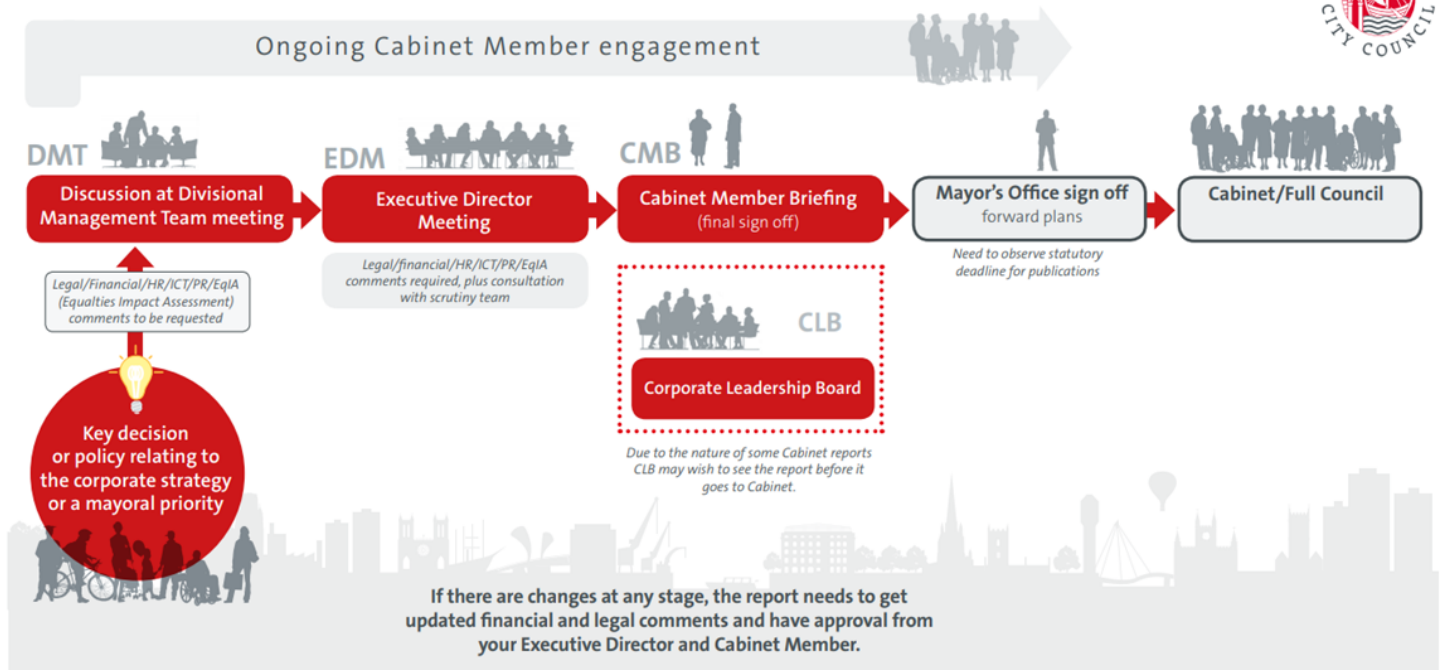 CITY COUNCIL
Ongoing Cabinet Member engagement
DMT
Discussion at Divisional
Management Team meeting
EDM
Executive Director
Meeting
CMB
Cabinet Member Briefing
(final sign off)
Mayor's Office sign off
forward plans
Cabinet/Full Council
Legal/Financial/HR/ICT/PR/EqIA
(Equalties Impact Assessment)
comments to be requested
Legal/financial/HR/ICT/PR/EqIA
comments required, plus consultation
with scrutiny team
Need to observe statutory
deadline for publications
CLB
Corporate Leadership Board
Due to the nature of some Cabinet reports
CLB may wish to see the report before it
goes to Cabinet.
Key decision
or policy relating to
the corporate strategy
or a mayoral priority
If there are changes at any stage, the report needs to get
updated financial and legal comments and have approval from
your Executive Director and Cabinet Member.